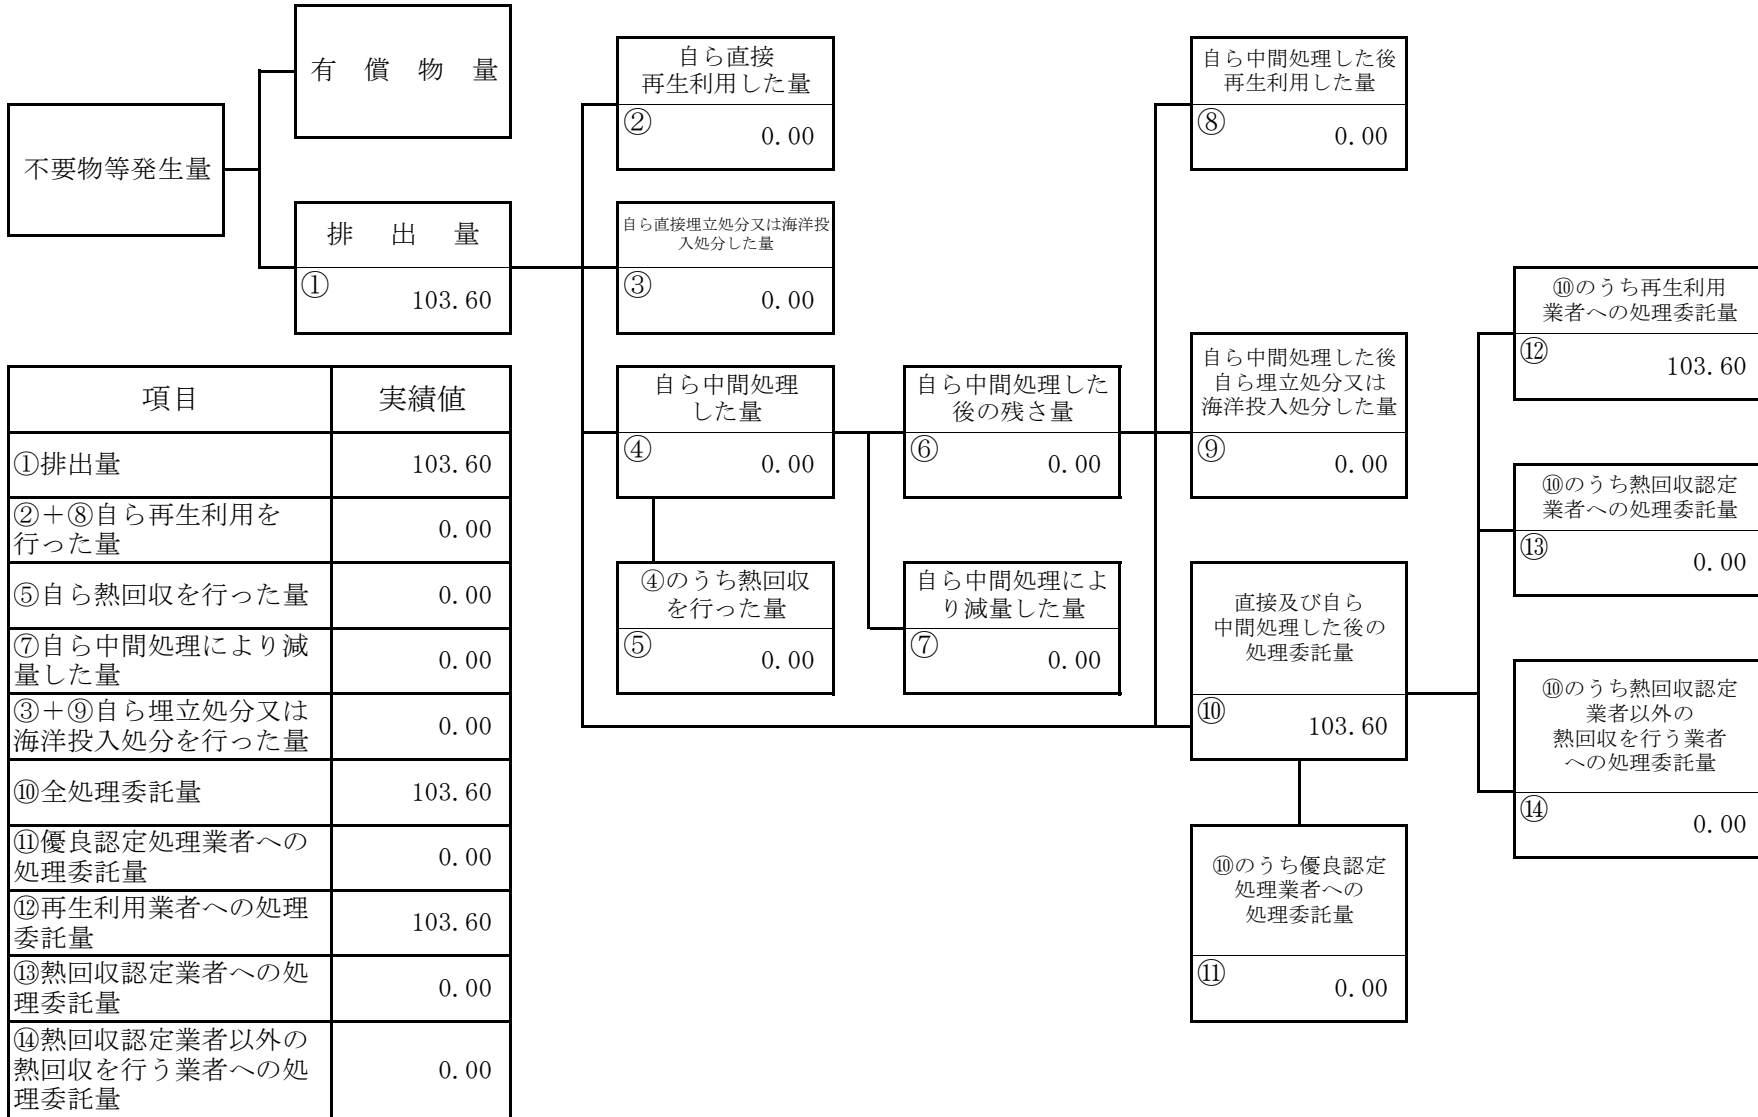 有　償　物　量
不要物等発生量
排　出　量
①
103.60
自ら直接
再生利用した量
②
0.00
自ら直接埋立処分又は海洋投
入処分した量
③
0.00
自ら中間処理
した量
④
0.00
④のうち熱回収
を行った量
⑤
0.00
自ら中間処理した
後の残さ量
⑥
0.00
自ら中間処理によ
り減量した量
⑦
0.00
自ら中間処理した後
再生利用した量
⑧
0.00
自ら中間処理した後
自ら埋立処分又は
海洋投入処分した量
⑨
0.00
直接及び自ら
中間処理した後の
処理委託量
⑩
103.60
⑩のうち優良認定
処理業者への
処理委託量
⑪
0.00
⑩のうち再生利用
業者への処理委託量
⑫
103.60
⑩のうち熱回収認定
業者への処理委託量
⑬
0.00
⑩のうち熱回収認定
業者以外の
熱回収を行う業者
への処理委託量
⑭
0.00
項目 実績値
①排出量 103.60
②＋⑧自ら再生利用を
行った量 0.00
⑤自ら熱回収を行った量 0.00
⑦自ら中間処理により減
量した量 0.00
③＋⑨自ら埋立処分又は
海洋投入処分を行った量 0.00
⑩全処理委託量 103.60
⑪優良認定処理業者への
処理委託量 0.00
⑫再生利用業者への処理
委託量 103.60
⑬熱回収認定業者への処
理委託量 0.00
⑭熱回収認定業者以外の
熱回収を行う業者への処
理委託量 0.00